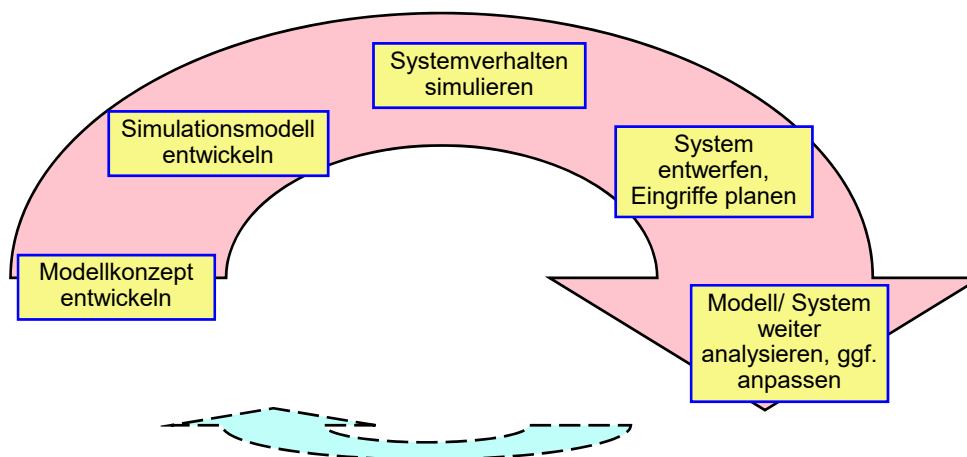 Systemverhalten
simulieren
Simulationsmodell
entwickeln
System
entwerfen,
Eingriffe planen
Modellkonzept
entwickeln
Modell/ System
weiter
analysieren, ggf.
anpassen